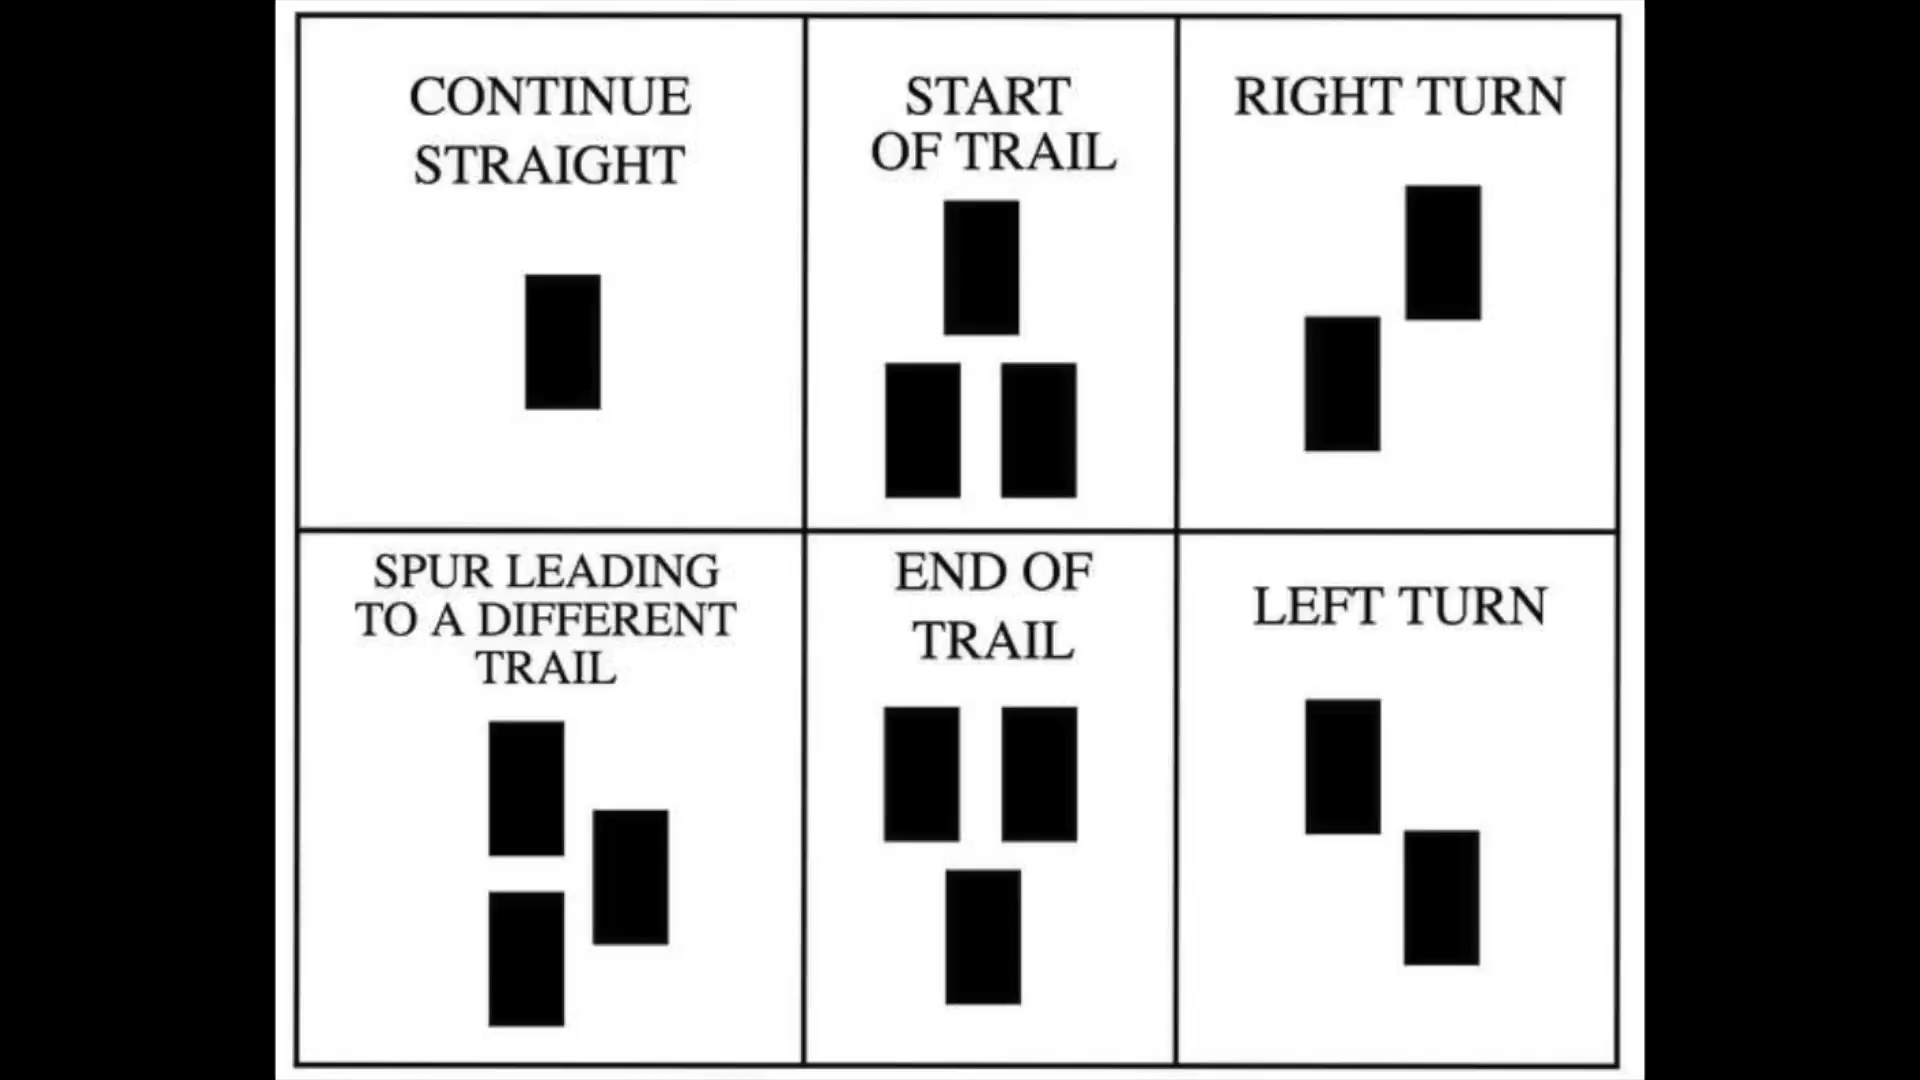 CONTINUE
STRAIGHT
START
OF TRAIL
RIGHT TURN
SPUR LEADING
TO A DIFFERENT
TRAIL
END OF
TRAIL
LEFT TURN